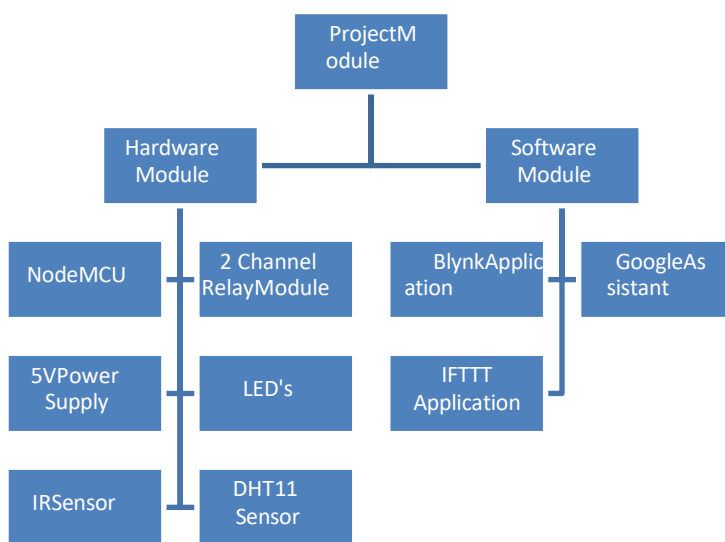 ProjectM
odule
Hardware
Module
Software
Module
NodeMCU
2 Channel
RelayModule
BlynkApplic
ation
GoogleAs
sistant
5VPower
Supply
LED's
IFTTT
Application
IRSensor
DHT11
Sensor